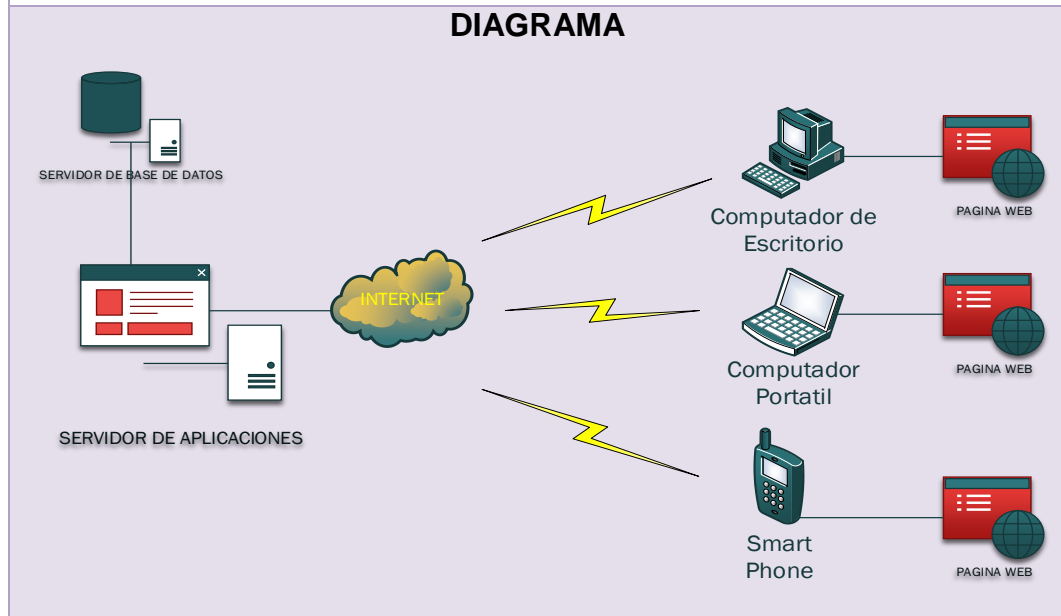 DIAGRAMA
SERVIDOR DE BASE DE DATOS
SERVIDOR DE APLICACIONES
INTERNET
Computador de
Escritorio
PAGINA WEB
Computador
Portatil
PAGINA WEB
Smart
Phone
PAGINA WEB